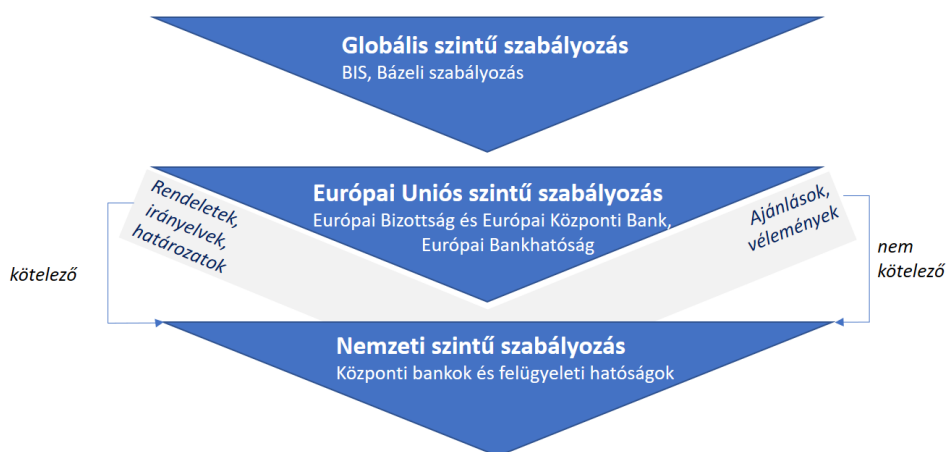 Globális szintű szabályozás
BIS, Bázeli szabályozás
Európai Uniós szintű szabályozás
Európai Bizottság és Európai Központi Bank,
Európai Bankhatóság
Rendeletek,
irányelvek,
határozatok
Ajánlások,
vélemények
kötelező
nem
kötelező
Nemzeti szintű szabályozás
Központi bankok és felügyeleti hatóságok